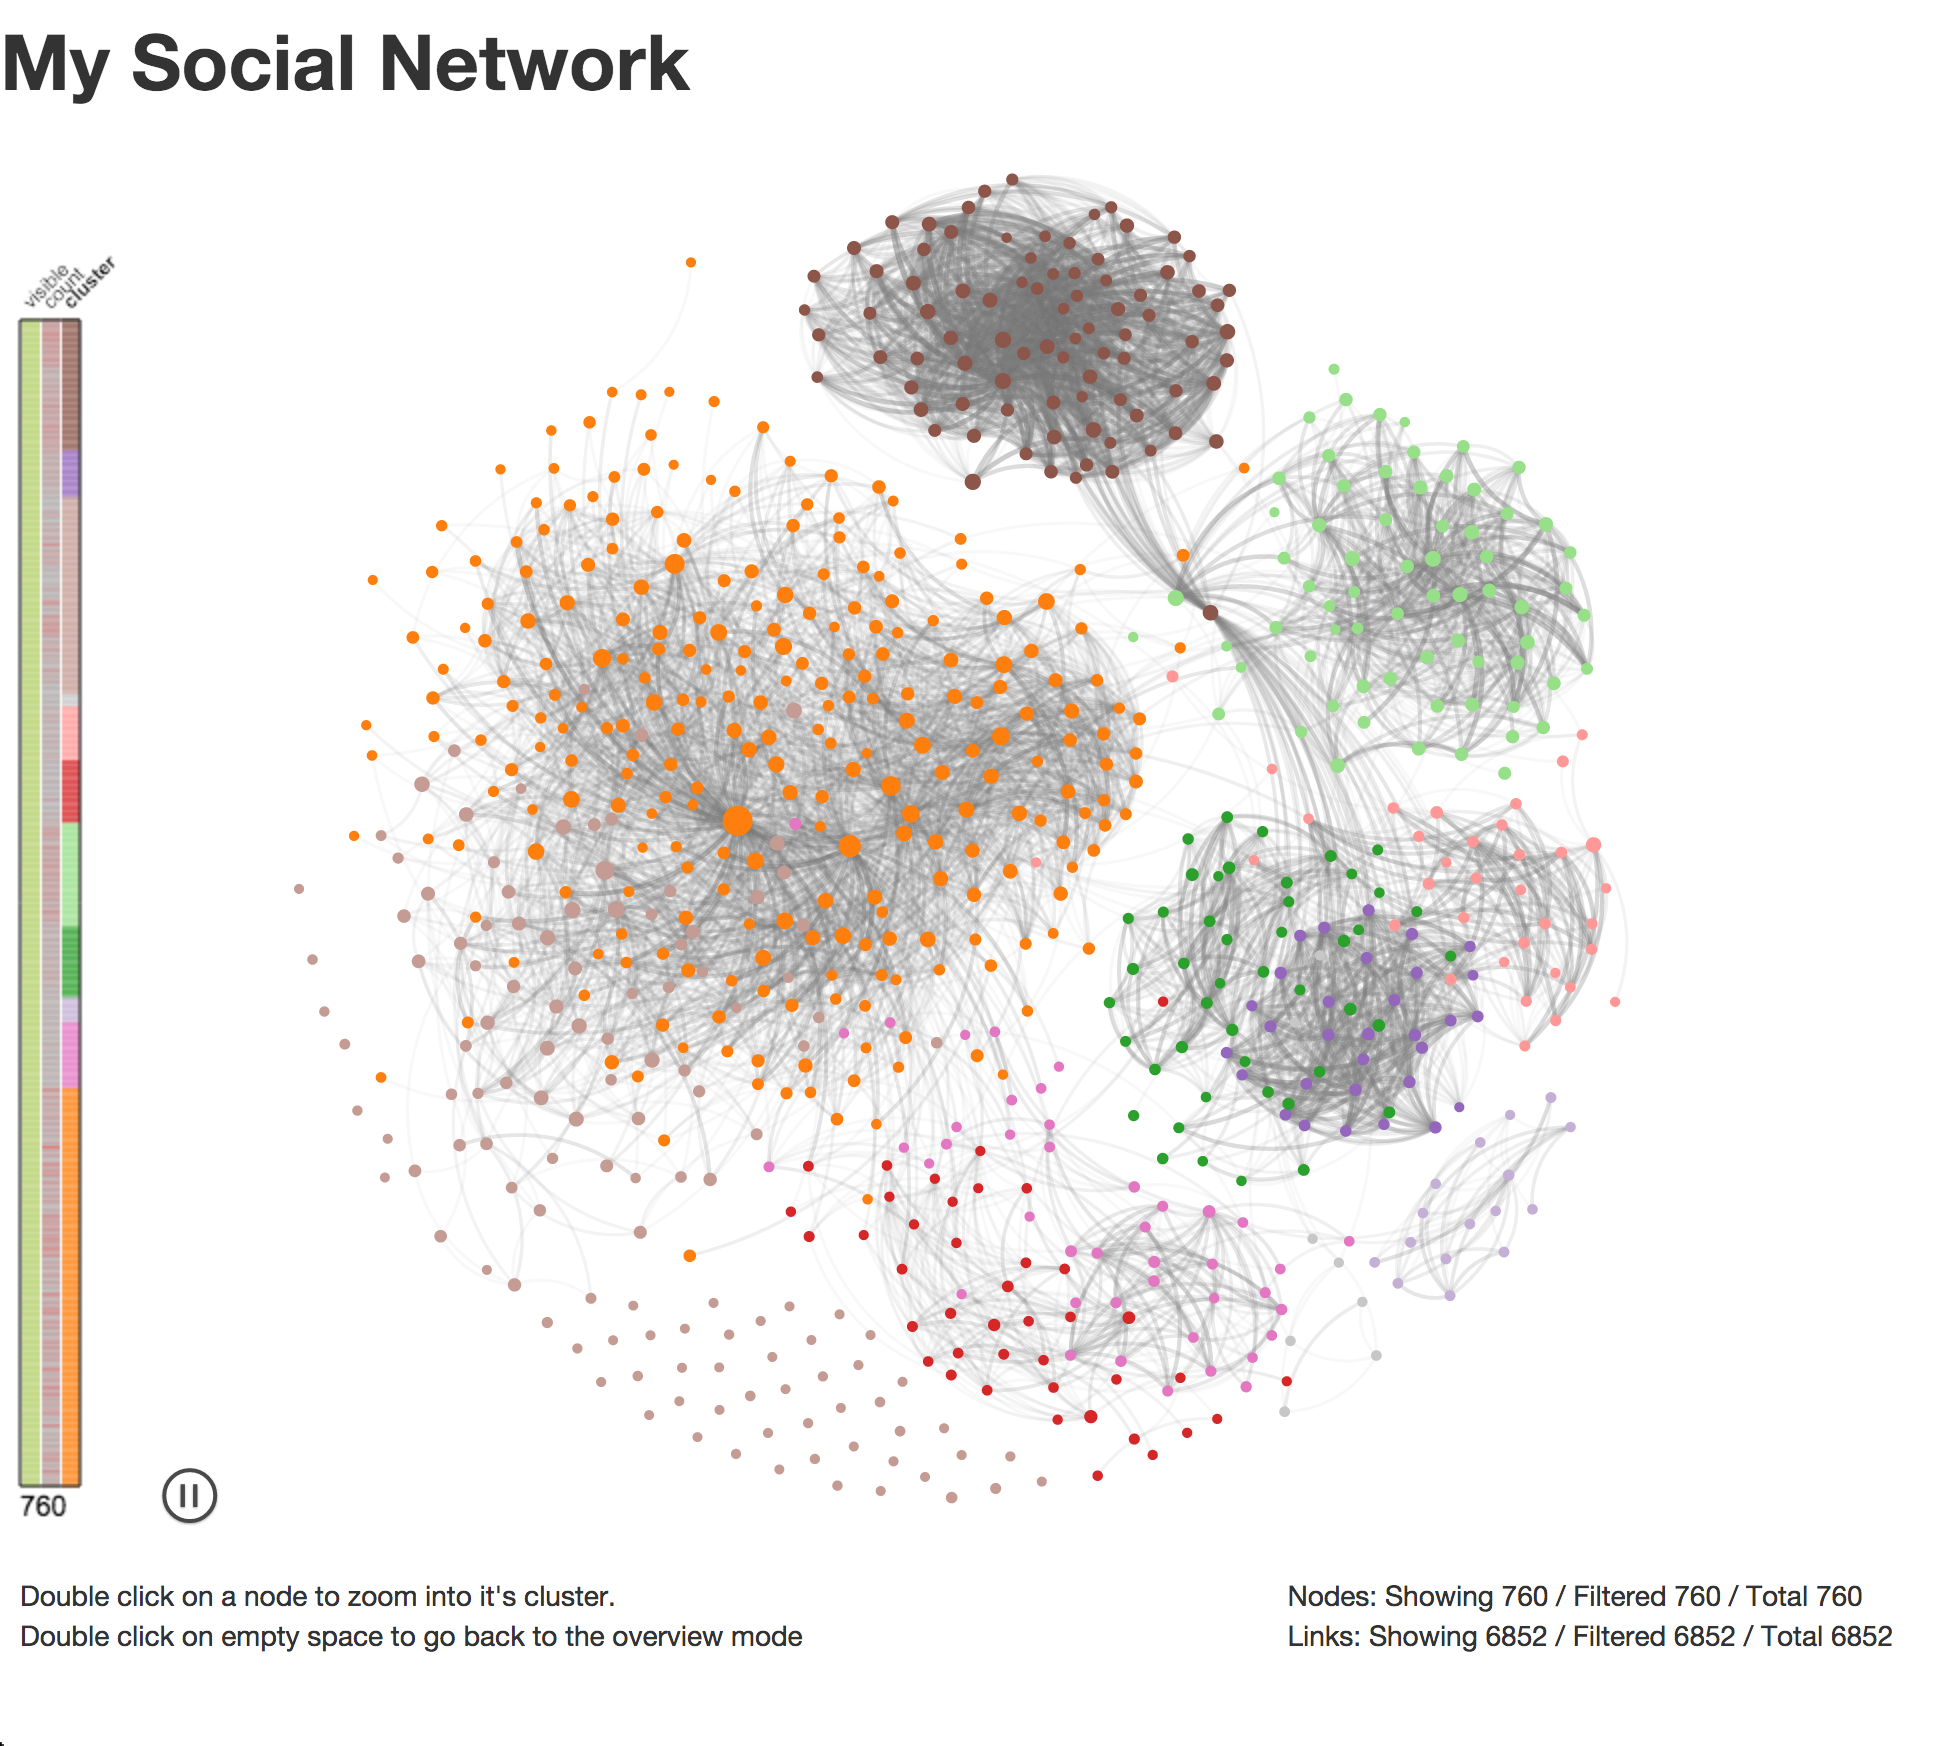 My Social Network
visible
count
cluster
760
Double click on a node to zoom into it's cluster.
Double click on empty space to go back to the overview mode
Nodes: Showing 760 / Filtered 760 / Total 760
Links: Showing 6852 / Filtered 6852 / Total 6852